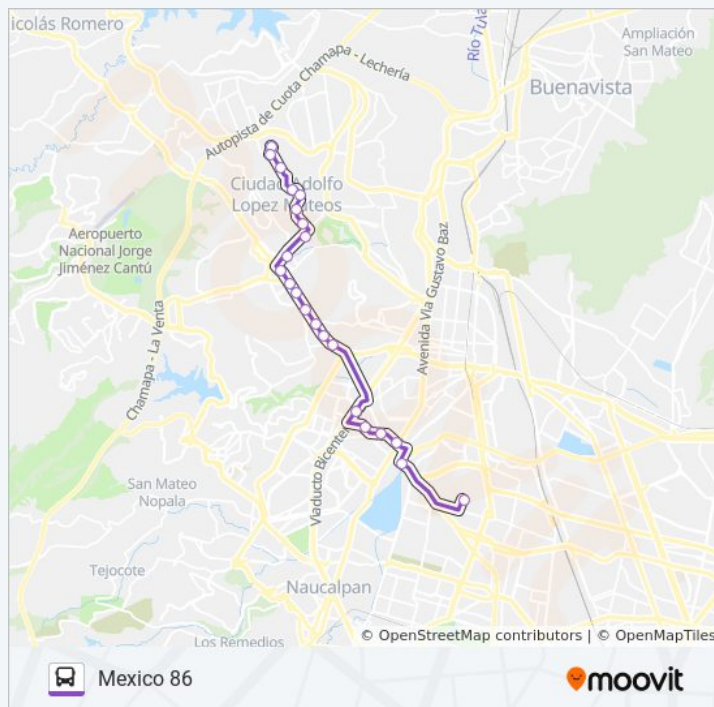 icolás Romero
Ampliación
San Mateo
Río Tula
Buenavista
Autopista de Cuota Chamapa - Lechería
Ciudad Adolfo
Lopez Mateos
Aeropuerto
Nacional Jorge
Jiménez Cantú
Avenida Vía Gustavo Baz
Chamapa - La Venta
Viaducto Bicenten
San Mateo
Nopala
Tejocote
Naucalpan
Los Remedios
© OpenStreetMap contributors | © OpenMapTiles
Mexico 86
moovit